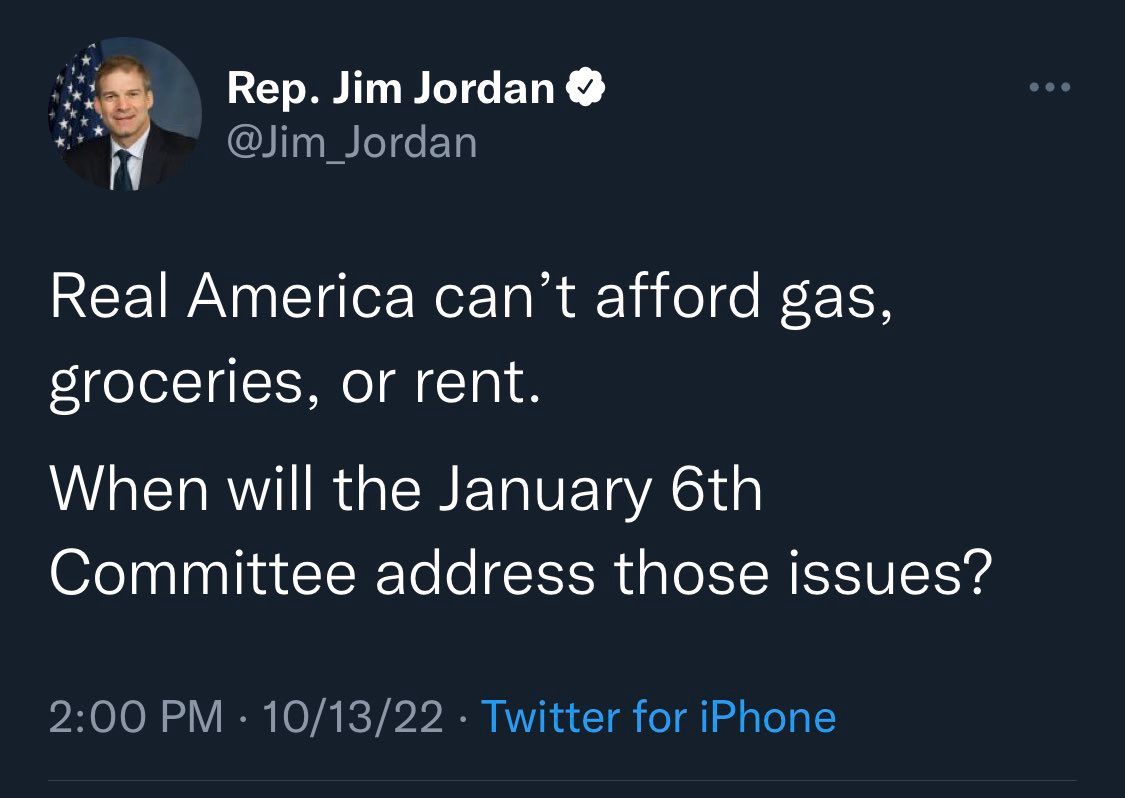 Rep. Jim Jordan
@Jim_Jordan
Real America can’t afford gas,
groceries, or rent.
When will the January 6th
Committee address those issues?
2:00 PM · 10/13/22 · Twitter for iPhone